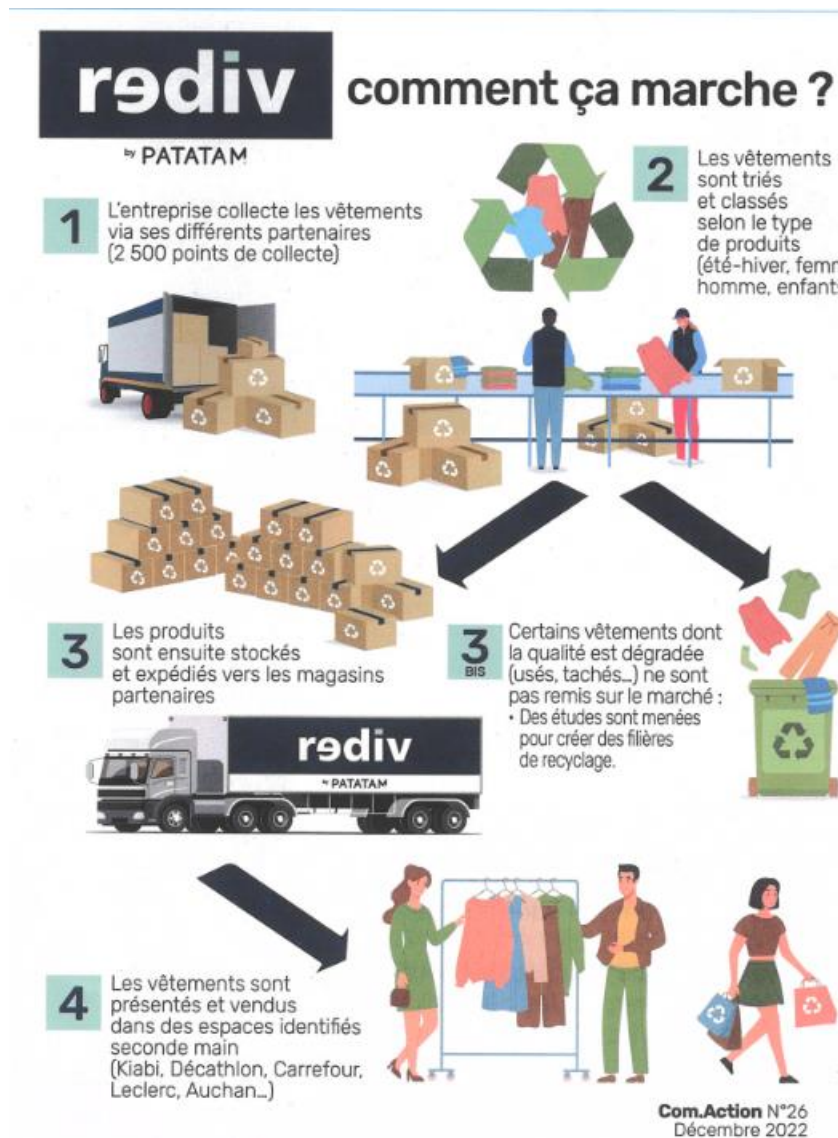 rediv comment ça marche ?
by PATATAM
1
L'entreprise collecte les vêtements
via ses différents partenaires
(2 500 points de collecte)
2
Les vêtements
sont triés
et classés
selon le type
de produits
(été-hiver, femm
homme, enfants
3
Les produits
sont ensuite stockés
et expédiés vers les magasins
partenaires
3
BIS
Certains vêtements dont
la qualité est dégradée
(usés, tachés...) ne sont
pas remis sur le marché :
• Des études sont menées
pour créer des filières
de recyclage.
rediv
by PATATAM
4
Les vêtements sont
présentés et vendus
dans des espaces identifiés
seconde main
(Kiabi, Décathlon, Carrefour,
Leclerc, Auchan...)
Com.Action N°26
Décembre 2022